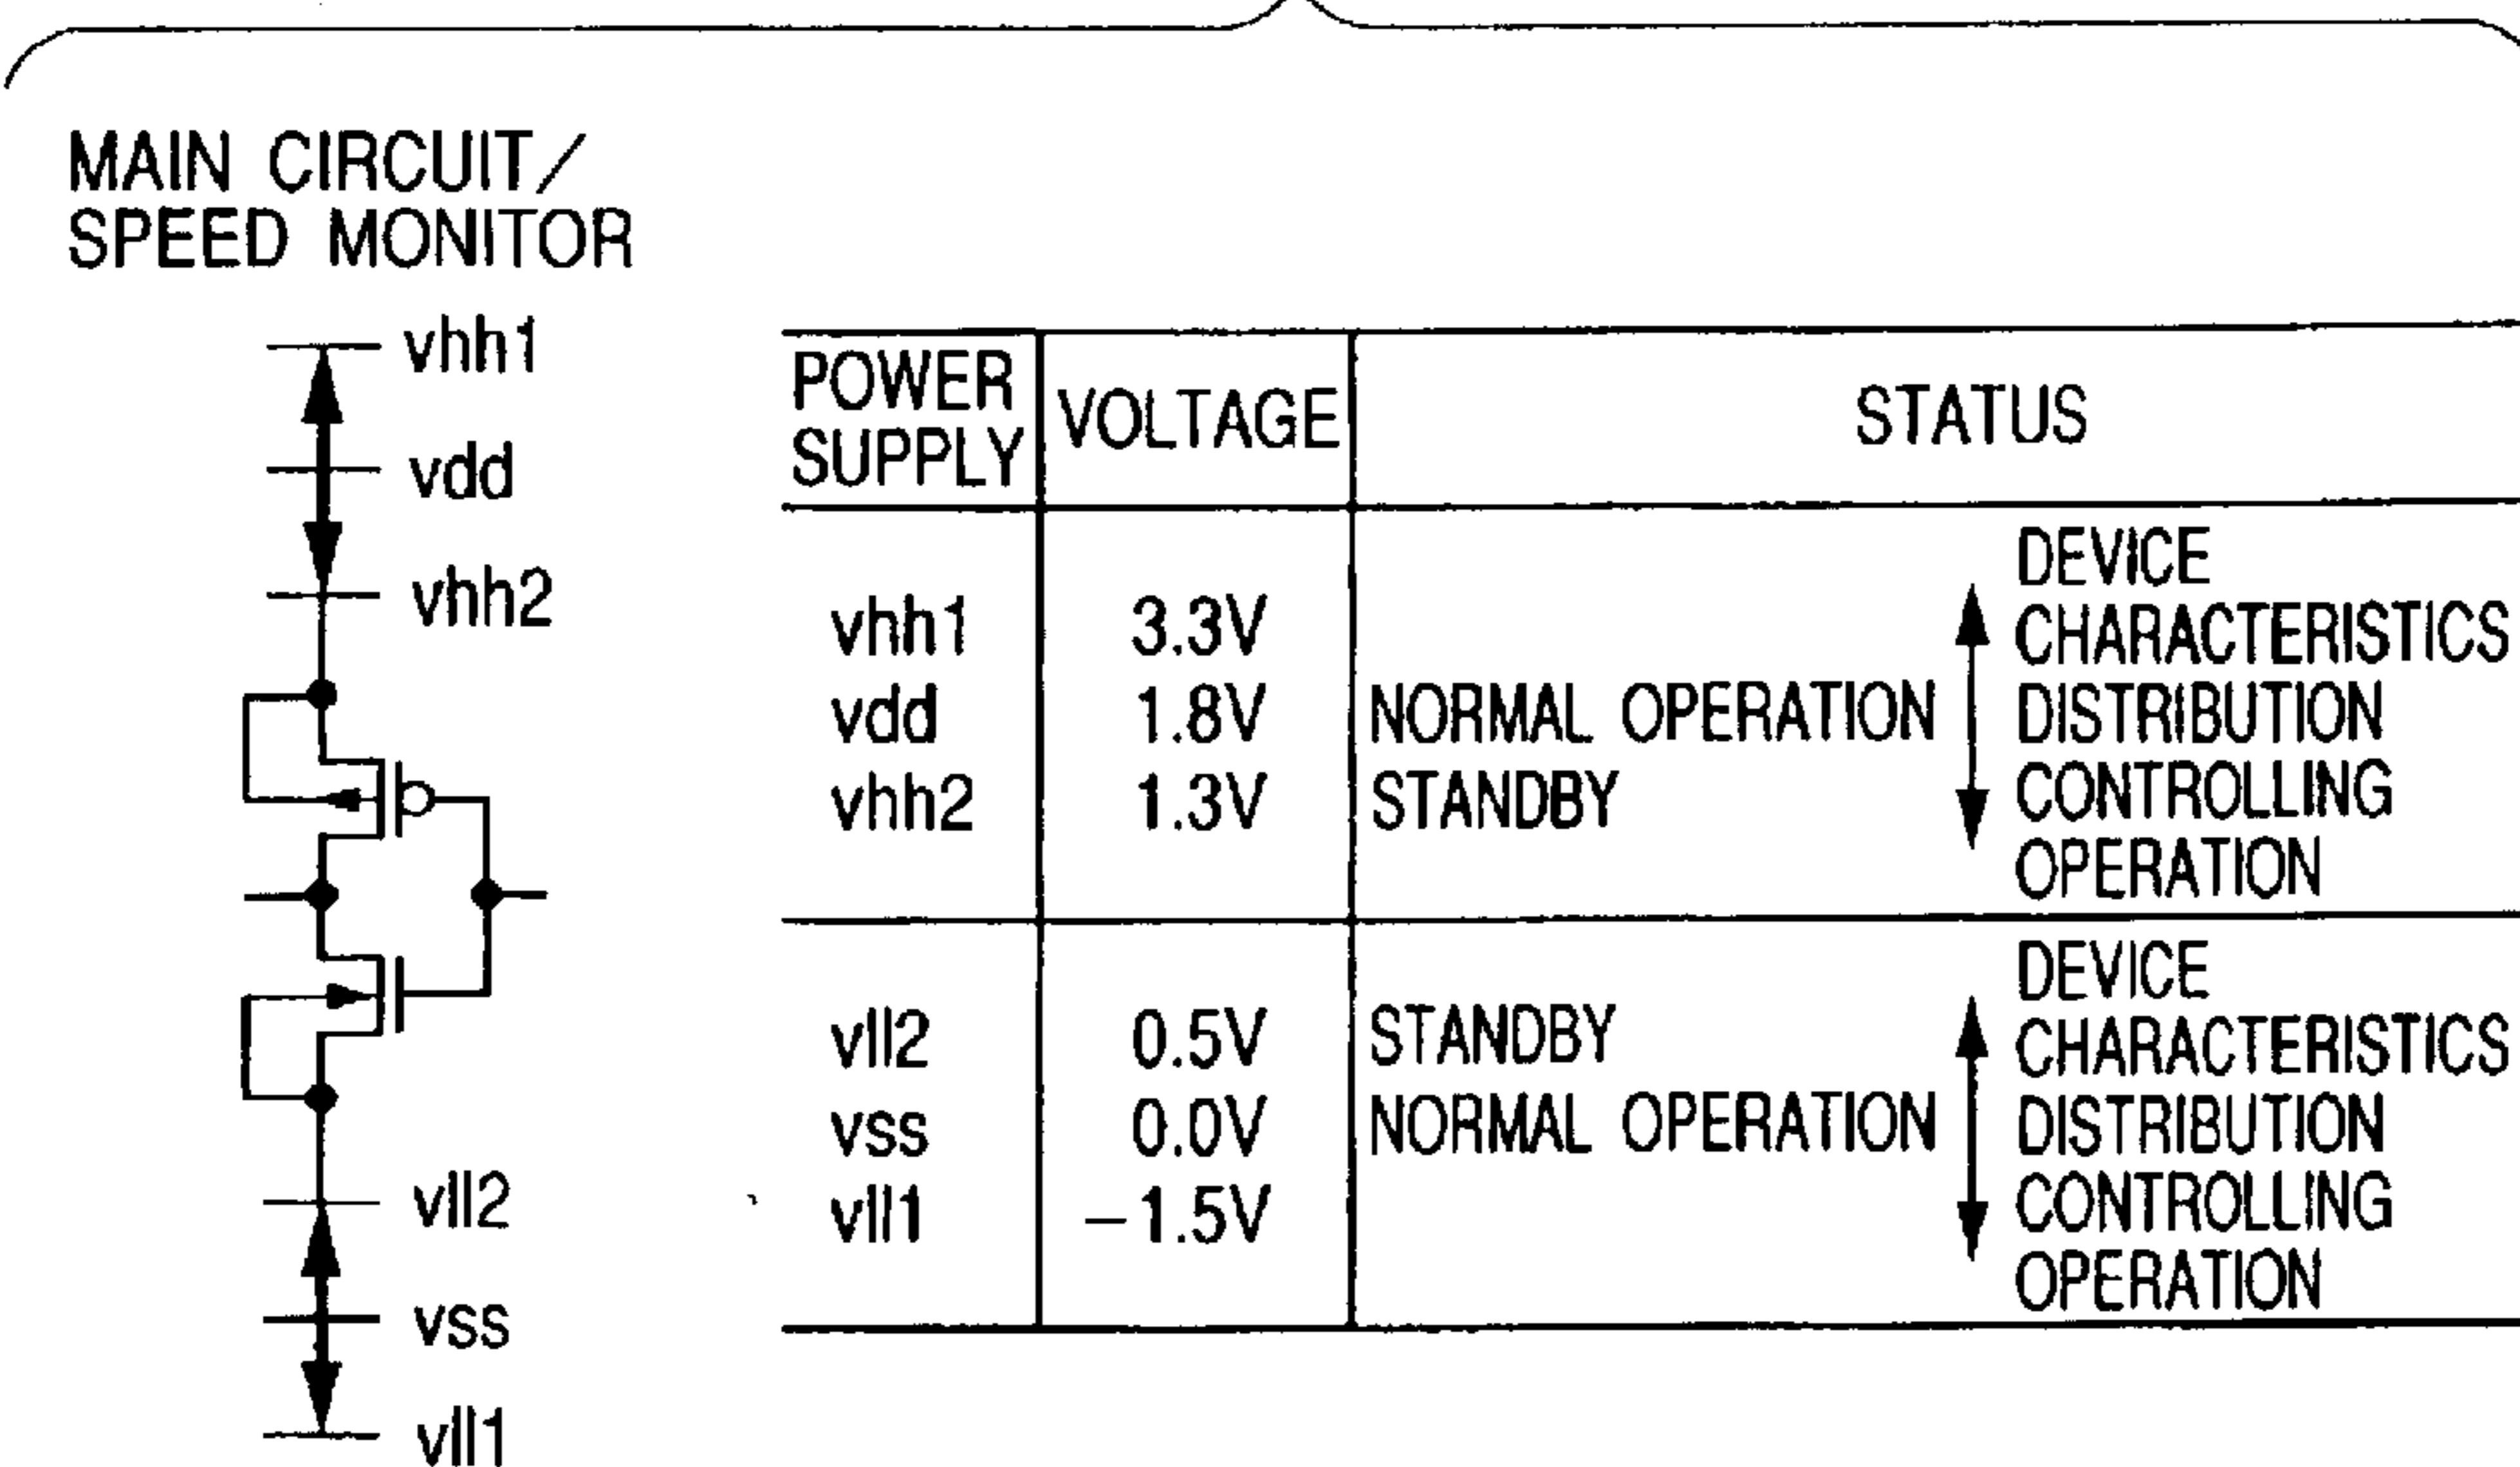 MAIN CIRCUIT/
SPEED MONITOR
vhh1
vdd
vhh2
vll2
vss
vll1
POWER SUPPLY VOLTAGE STATUS
vhh1 3.3V
vdd 1.8V NORMAL OPERATION
vhh2 1.3V STANDBY
DEVICE
CHARACTERISTICS
DISTRIBUTION
CONTROLLING
OPERATION
vll2 0.5V STANDBY
vss 0.0V NORMAL OPERATION
vll1 –1.5V
DEVICE
CHARACTERISTICS
DISTRIBUTION
CONTROLLING
OPERATION